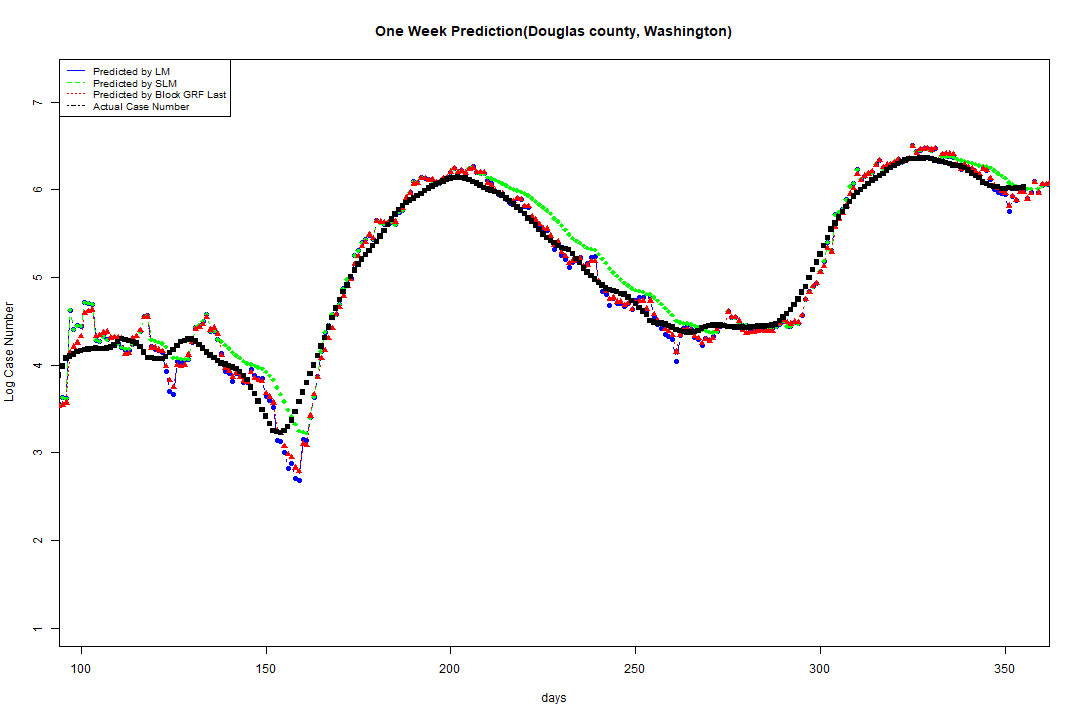 One Week Prediction(Douglas county, Washington)
Predicted by LM
Predicted by SLM
Predicted by Block GRF Last
Actual Case Number
7
6
5
4
3
2
1
Log Case Number
100 150 200 250 300 350
days